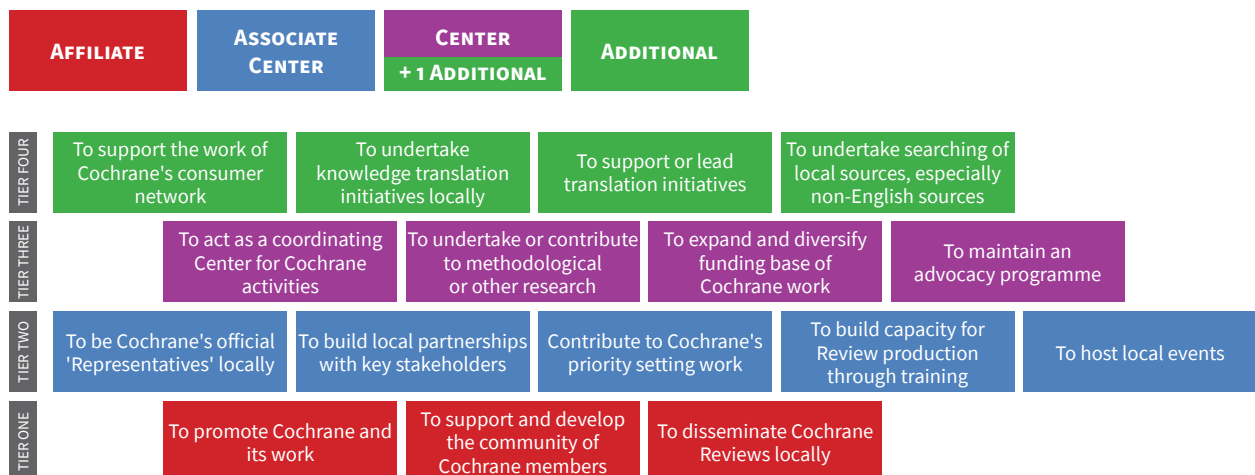 AFFILIATE
ASSOCIATE
CENTER
CENTER
+ 1 ADDITIONAL
ADDITIONAL
TIER FOUR
To support the work of
Cochrane's consumer
network
To undertake
knowledge translation
initiatives locally
To support or lead
translation initiatives
To undertake searching of
local sources, especially
non-English sources
TIER THREE
To act as a coordinating
Center for Cochrane
activities
To undertake or contribute
to methodological
or other research
To expand and diversify
funding base of
Cochrane work
To maintain an
advocacy programme
TIER TWO
To be Cochrane's official
'Representatives' locally
To build local partnerships
with key stakeholders
Contribute to Cochrane's
priority setting work
To build capacity for
Review production
through training
To host local events
TIER ONE
To promote Cochrane and
its work
To support and develop
the community of
Cochrane members
To disseminate Cochrane
Reviews locally